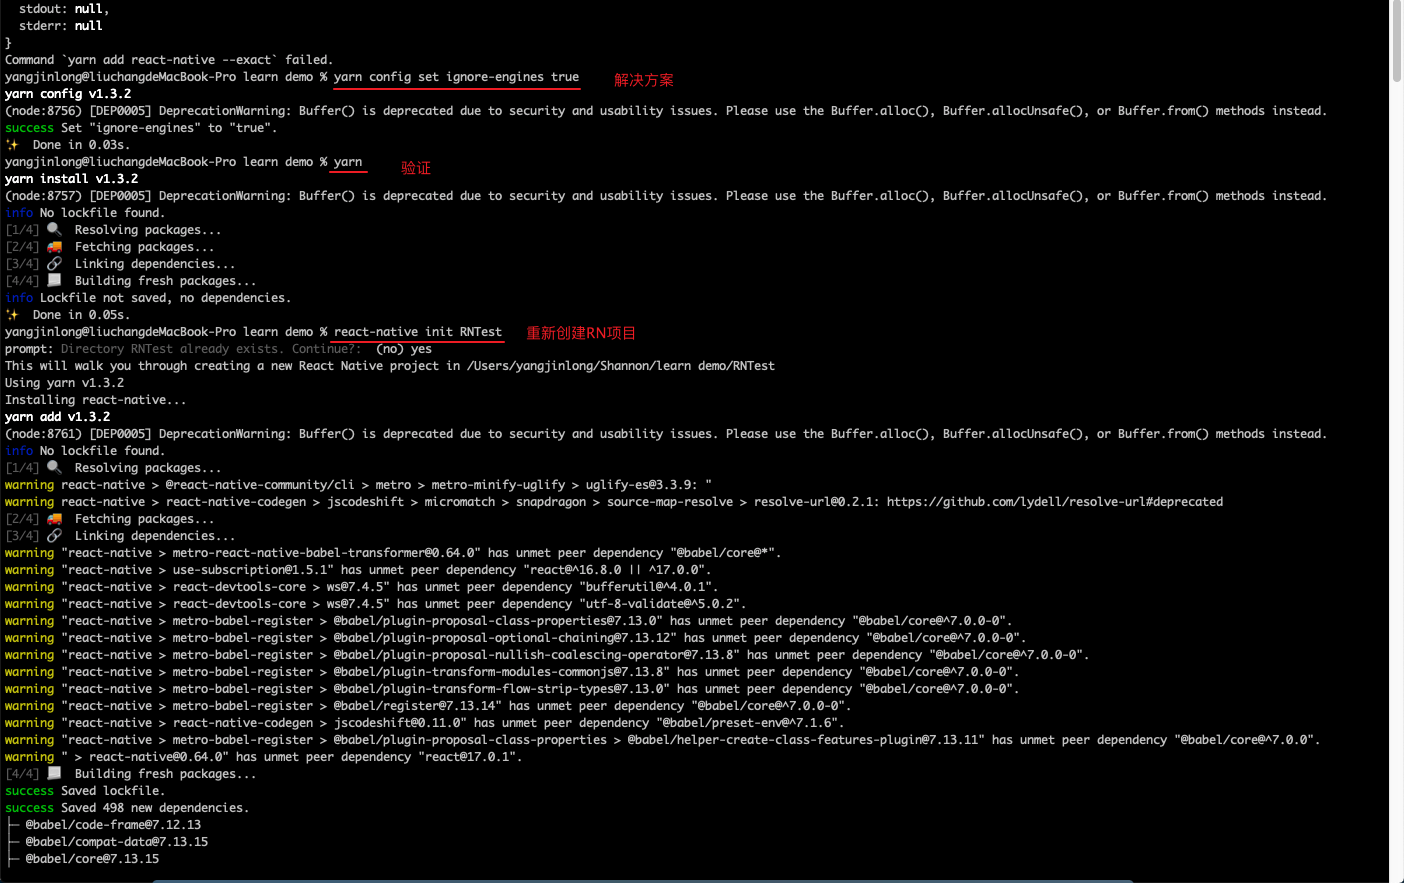 stdout: null,
stderr: null
}
Command `yarn add react-native --exact` failed.
yangjinlong@liuchangdeMacBook-Pro learn demo % yarn config set ignore-engines true 解决方案
yarn config v1.3.2
(node:8756) [DEP0005] DeprecationWarning: Buffer() is deprecated due to security and usability issues. Please use the Buffer.alloc(), Buffer.allocUnsafe(), or Buffer.from() methods instead.
success Set "ignore-engines" to "true".
✨ Done in 0.03s.
yangjinlong@liuchangdeMacBook-Pro learn demo % yarn 验证
yarn install v1.3.2
(node:8757) [DEP0005] DeprecationWarning: Buffer() is deprecated due to security and usability issues. Please use the Buffer.alloc(), Buffer.allocUnsafe(), or Buffer.from() methods instead.
info No lockfile found.
[1/4] 🔍 Resolving packages...
[2/4] 🚚 Fetching packages...
[3/4] 🔗 Linking dependencies...
[4/4] 📃 Building fresh packages...
info Lockfile not saved, no dependencies.
✨ Done in 0.05s.
yangjinlong@liuchangdeMacBook-Pro learn demo % react-native init RNTest 重新创建RN项目
prompt: Directory RNTest already exists. Continue?: (no) yes
This will walk you through creating a new React Native project in /Users/yangjinlong/Shannon/learn demo/RNTest
Using yarn v1.3.2
Installing react-native...
yarn add v1.3.2
(node:8761) [DEP0005] DeprecationWarning: Buffer() is deprecated due to security and usability issues. Please use the Buffer.alloc(), Buffer.allocUnsafe(), or Buffer.from() methods instead.
info No lockfile found.
[1/4] 🔍 Resolving packages...
warning react-native > @react-native-community/cli > metro > metro-minify-uglify > uglify-es@3.3.9: "
warning react-native > react-native-codegen > jscodeshift > micromatch > snapdragon > source-map-resolve > resolve-url@0.2.1: https://github.com/lydell/resolve-url#deprecated
[2/4] 🚚 Fetching packages...
[3/4] 🔗 Linking dependencies...
warning "react-native > metro-react-native-babel-transformer@0.64.0" has unmet peer dependency "@babel/core@*".
warning "react-native > use-subscription@1.5.1" has unmet peer dependency "react@^16.8.0 || ^17.0.0".
warning "react-native > react-devtools-core > ws@7.4.5" has unmet peer dependency "bufferutil@^4.0.1".
warning "react-native > react-devtools-core > ws@7.4.5" has unmet peer dependency "utf-8-validate@^5.0.2".
warning "react-native > metro-babel-register > @babel/plugin-proposal-class-properties@7.13.0" has unmet peer dependency "@babel/core@^7.0.0-0".
warning "react-native > metro-babel-register > @babel/plugin-proposal-optional-chaining@7.13.12" has unmet peer dependency "@babel/core@^7.0.0-0".
warning "react-native > metro-babel-register > @babel/plugin-proposal-nullish-coalescing-operator@7.13.8" has unmet peer dependency "@babel/core@^7.0.0-0".
warning "react-native > metro-babel-register > @babel/plugin-transform-modules-commonjs@7.13.8" has unmet peer dependency "@babel/core@^7.0.0-0".
warning "react-native > metro-babel-register > @babel/plugin-transform-flow-strip-types@7.13.0" has unmet peer dependency "@babel/core@^7.0.0-0".
warning "react-native > metro-babel-register > @babel/register@7.13.14" has unmet peer dependency "@babel/core@^7.0.0-0".
warning "react-native > react-native-codegen > jscodeshift@0.11.0" has unmet peer dependency "@babel/preset-env@^7.1.6".
warning "react-native > metro-babel-register > @babel/plugin-proposal-class-properties > @babel/helper-create-class-features-plugin@7.13.11" has unmet peer dependency "@babel/core@^7.0.0".
warning " > react-native@0.64.0" has unmet peer dependency "react@17.0.1".
[4/4] 📃 Building fresh packages...
success Saved lockfile.
success Saved 498 new dependencies.
├─ @babel/code-frame@7.12.13
├─ @babel/compat-data@7.13.15
├─ @babel/core@7.13.15